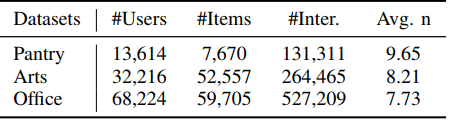 Datasets #Users #Items #Inter. Avg. n
Pantry 13,614 7,670 131,311 9.65
Arts 32,216 52,557 264,465 8.21
Office 68,224 59,705 527,209 7.73